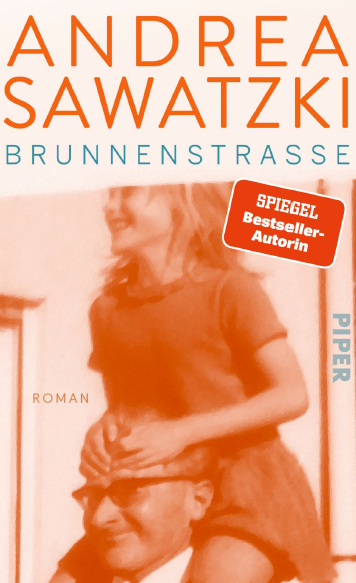 ANDREA
SAWATZKI
BRUNNENSTRASSE
SPIEGEL
Bestseller-
Autorin
PIPER
ROMAN